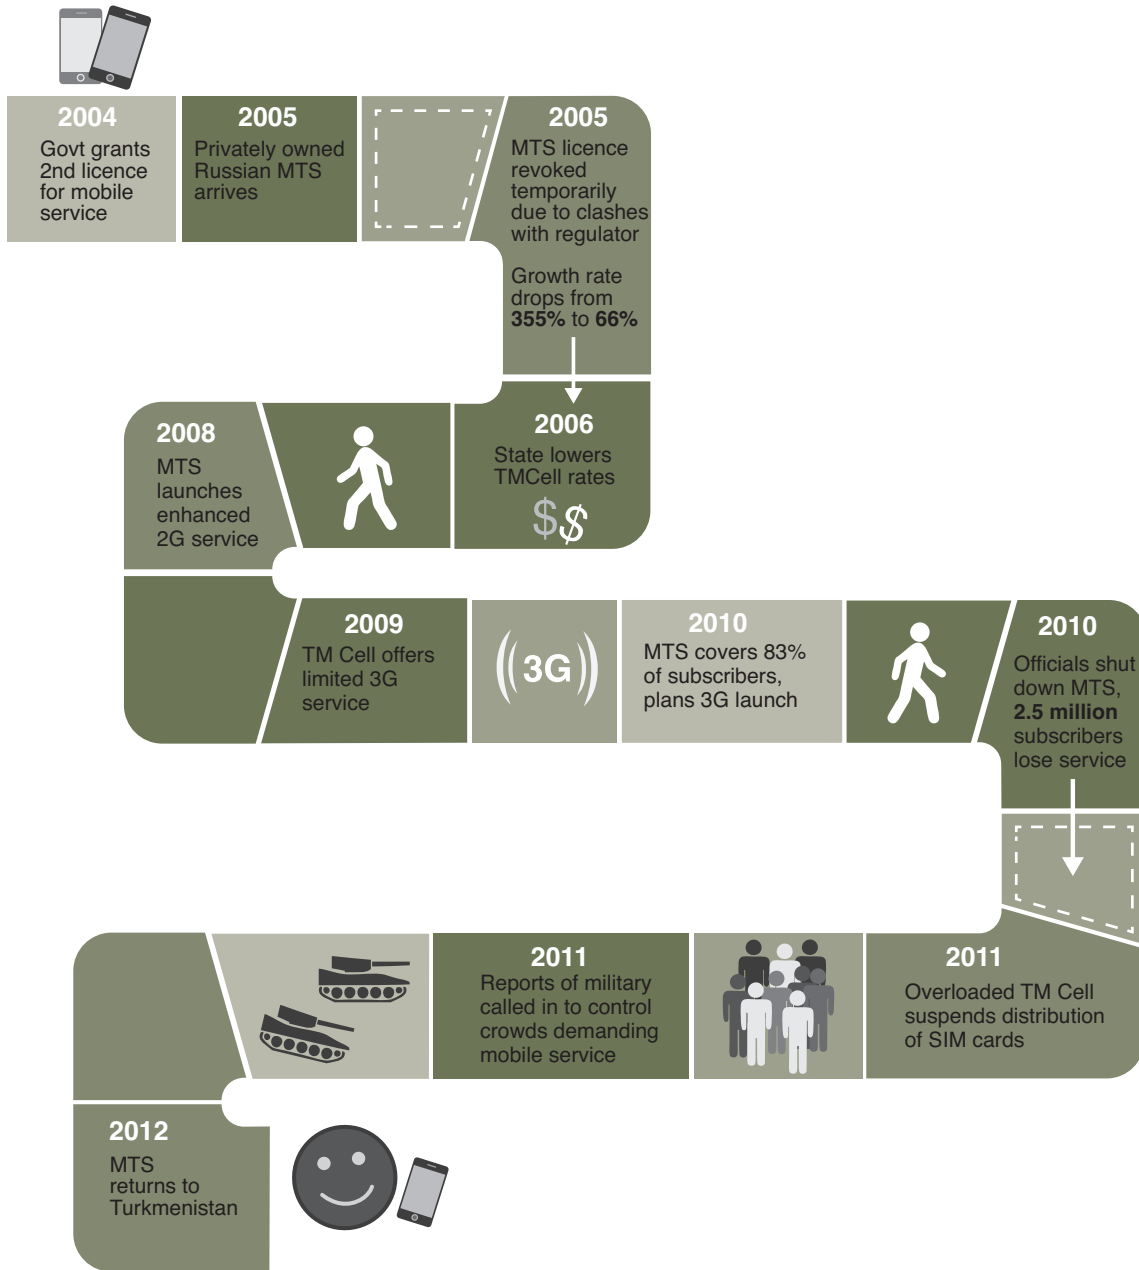 2004
Govt grants
2nd licence
for mobile
service
2005
Privately owned
Russian MTS
arrives
2005
MTS licence
revoked
temporarily
due to clashes
with regulator
Growth rate
drops from
355% to 66%
2006
State lowers
TMCell rates
$$
2008
MTS
launches
enhanced
2G service
2009
TM Cell offers
limited 3G
service
((3G))
2010
MTS covers 83%
of subscribers,
plans 3G launch
2010
Officials shut
down MTS,
2.5 million
subscribers
lose service
2011
Overloaded TM Cell
suspends distribution
of SIM cards
2011
Reports of military
called in to control
crowds demanding
mobile service
2012
MTS
returns to
Turkmenistan